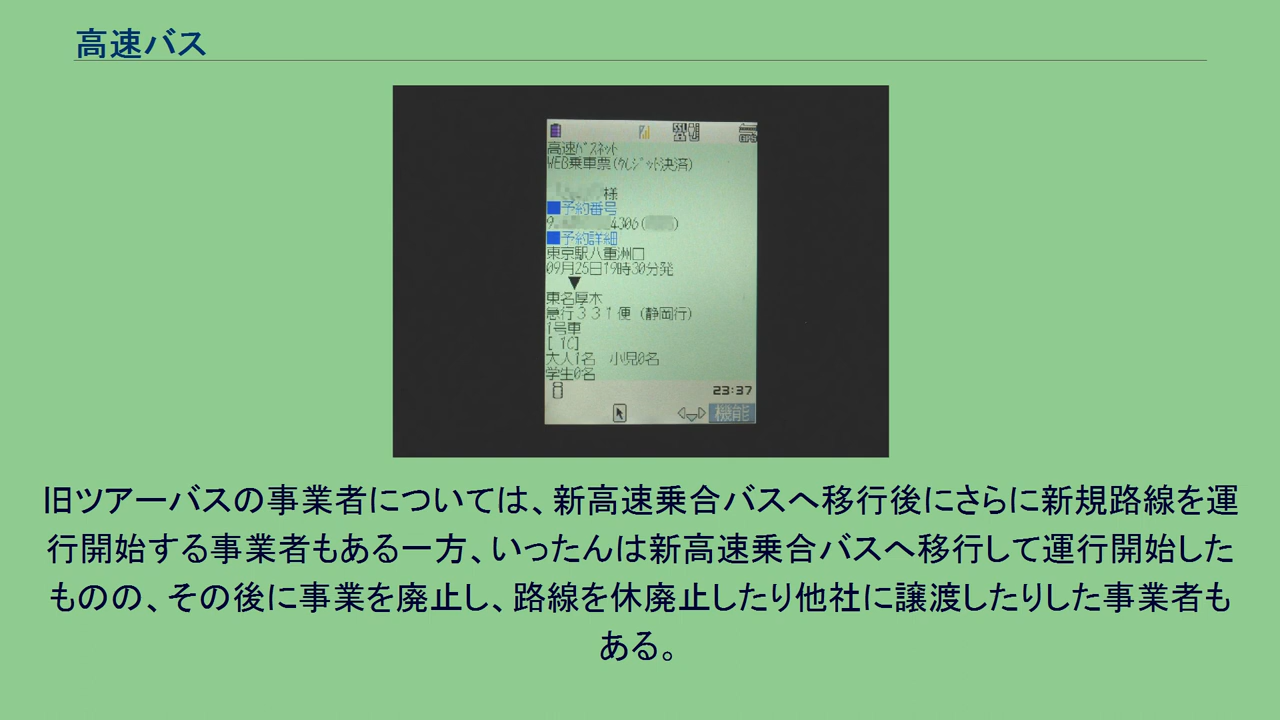 高速バス
高速ﾊﾞｽﾈｯﾄ
WEB乗車票(ｸﾚｼﾞｯﾄ決済)
様
■予約番号
9 4306( )
■予約詳細
東京駅八重洲口
09月25日19時30分発
▼
東名厚木
急行３３１便 (静岡行)
1号車
[ 1C]
大人1名 小児0名
学生0名
23:37
機能
旧ツアーバスの事業者については、新高速乗合バスへ移行後にさらに新規路線を運
行開始する事業者もある一方、いったんは新高速乗合バスへ移行して運行開始した
ものの、その後に事業を廃止し、路線を休廃止したり他社に譲渡したりした事業者も
ある。